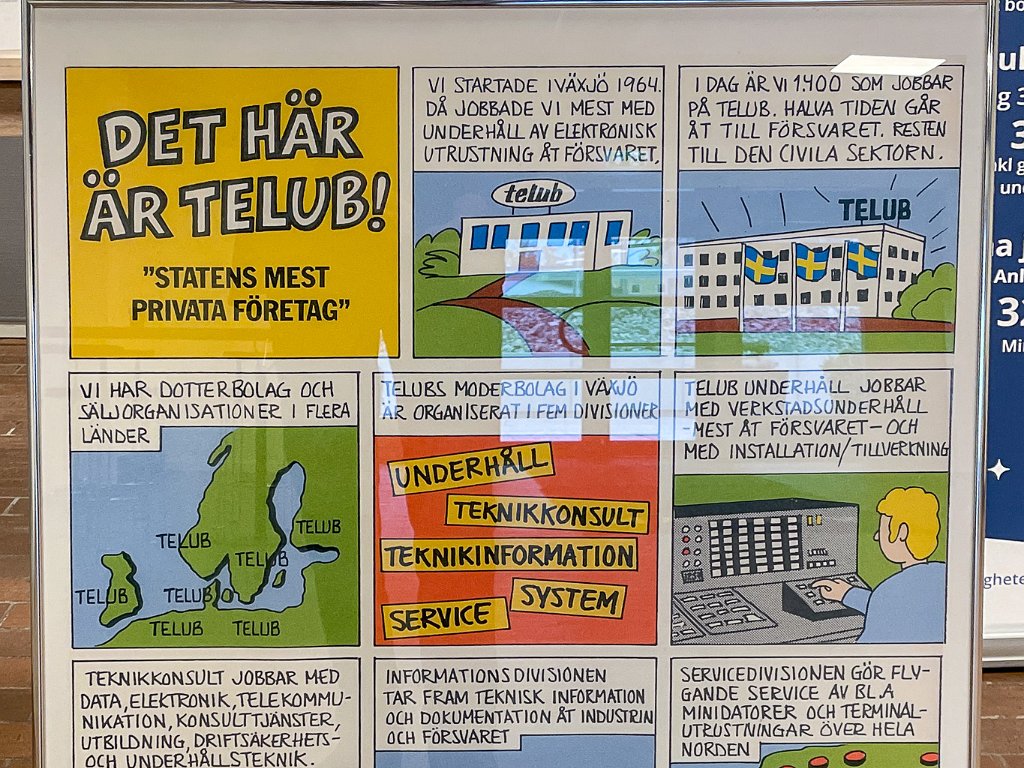 DET HÄR
ÄR TELUB!
"STATENS MEST
PRIVATA FÖRETAG"
VI STARTADE I VÄXJÖ 1964.
DÅ JOBBADE VI MEST MED
UNDERHÅLL AV ELEKTRONISK
UTRUSTNING ÅT FÖRSVARET.
telub
I DAG ÄR VI 1.400 SOM JOBBAR
PÅ TELUB. HALVA TIDEN GÅR
ÅT TILL FÖRSVARET. RESTEN
TILL DEN CIVILA SEKTORN.
TELUB
VI HAR DOTTERBOLAG OCH
SÄLJORGANISATIONER I FLERA
LÄNDER
TELUB
TELUB
TELUB
TELUB
TELUB
TELUB
TELUB
TELUBS MODERBOLAG I VÄXJÖ
ÄR ORGANISERAT I FEM DIVISIONER
UNDERHÅLL
TEKNIKKONSULT
TEKNIKINFORMATION
SYSTEM
SERVICE
TELUB UNDERHÅLL JOBBAR
MED VERKSTADSUNDERHÅLL
-MEST ÅT FÖRSVARET-OCH
MED INSTALLATION/TILLVERKNING
TEKNIKKONSULT JOBBAR MED
DATA, ELEKTRONIK, TELEKOMMU-
NIKATION, KONSULTTJÄNSTER,
UTBILDNING, DRIFTSÄKERHETS-
OCH UNDERHÅLLSTEKNIK.
INFORMATIONSDIVISIONEN
TAR FRAM TEKNISK INFORMATION
OCH DOKUMENTATION ÅT INDUSTRIN
OCH FÖRSVARET
SERVICEDIVISIONEN GÖR FLY-
GANDE SERVICE AV BL.A
MINIDATORER OCH TERMINAL-
UTRUSTNINGAR ÖVER HELA
NORDEN